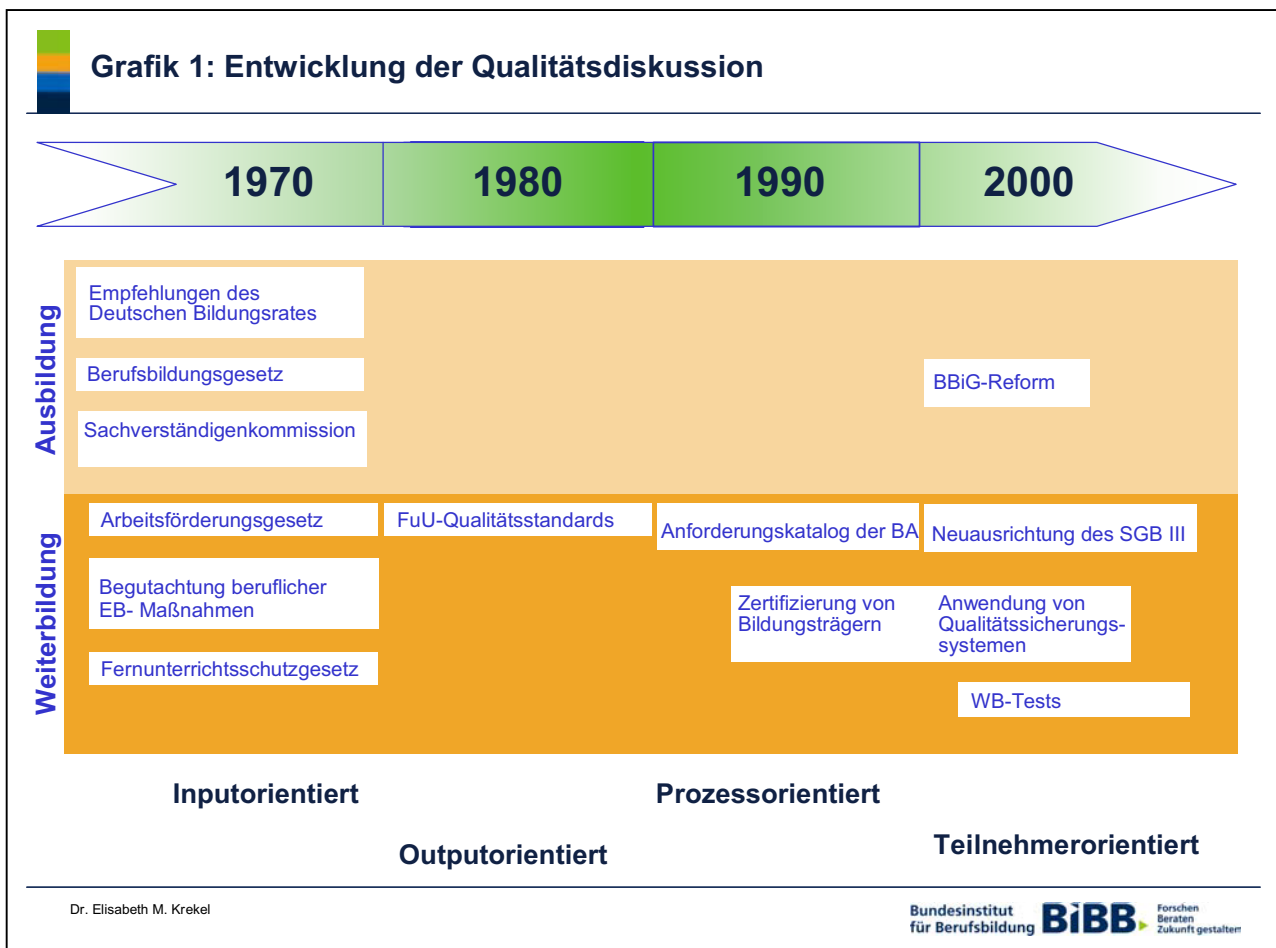 Grafik 1: Entwicklung der Qualitätsdiskussion
1970
1980
1990
2000
Ausbildung
Empfehlungen des
Deutschen Bildungsrates
Berufsbildungsgesetz
Sachverständigenkommission
BBiG-Reform
Weiterbildung
Arbeitsförderungsgesetz
FuU-Qualitätsstandards
Anforderungskatalog der BA
Neuausrichtung des SGB III
Begutachtung beruflicher
EB- Maßnahmen
Zertifizierung von
Bildungsträgern
Anwendung von
Qualitätssicherungs-
systemen
Fernunterrichtsschutzgesetz
WB-Tests
Inputorientiert
Outputorientiert
Prozessorientiert
Teilnehmerorientiert
Dr. Elisabeth M. Krekel
Bundesinstitut
für Berufsbildung
BiBB
Forschen
Beraten
Zukunft gestalten